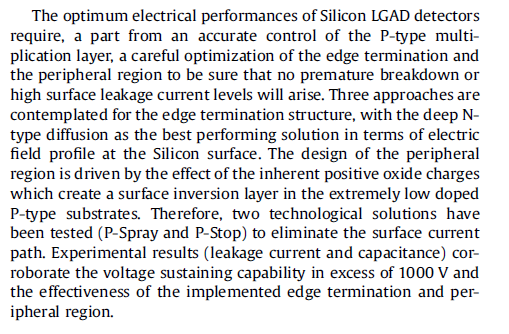 The optimum electrical performances of Silicon LGAD detectors
require, a part from an accurate control of the P-type multi-
plication layer, a careful optimization of the edge termination and
the peripheral region to be sure that no premature breakdown or
high surface leakage current levels will arise. Three approaches are
contemplated for the edge termination structure, with the deep N-
type diffusion as the best performing solution in terms of electric
field profile at the Silicon surface. The design of the peripheral
region is driven by the effect of the inherent positive oxide charges
which create a surface inversion layer in the extremely low doped
P-type substrates. Therefore, two technological solutions have
been tested (P-Spray and P-Stop) to eliminate the surface current
path. Experimental results (leakage current and capacitance) cor-
roborate the voltage sustaining capability in excess of 1000 V and
the effectiveness of the implemented edge termination and per-
ipheral region.